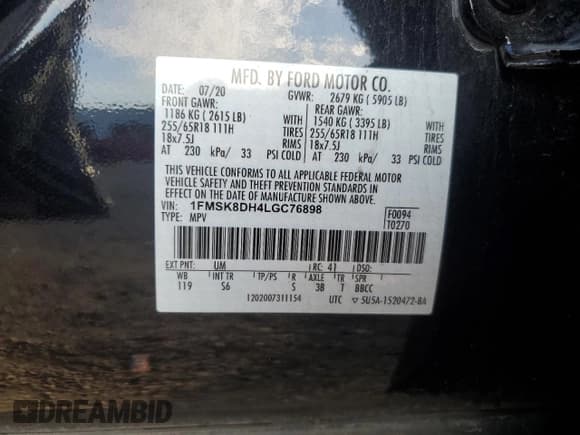 MFD. BY FORD MOTOR CO.
DATE: 07/20 GVWR: 2679 KG ( 5905 LB)
FRONT GAWR: REAR GAWR:
1186 KG ( 2615 LB) 1540 KG ( 3395 LB)
255/65R18 111H WITH TIRES 255/65R18 111H WITH TIRES
18x7.5J RIMS 18x7.5J RIMS
AT 230 kPa/ 33 PSI COLD AT 230 kPa/ 33 PSI COLD
THIS VEHICLE CONFORMS TO ALL APPLICABLE FEDERAL MOTOR
VEHICLE SAFETY AND THEFT PREVENTION STANDARDS IN
EFFECT ON THE DATE OF MANUFACTURE SHOWN ABOVE.
VIN: 1FMSK8DH4LGC76898 F0094
TYPE: MPV T0270
EXT PNT: UM RC: 41 DSO:
WB INT TR TP/PS R AXLE TR SPR
119 S6 S 3B T BBCC
1202007311154 UTC ▽ 5U5A-1520472-BA
DREAMBID